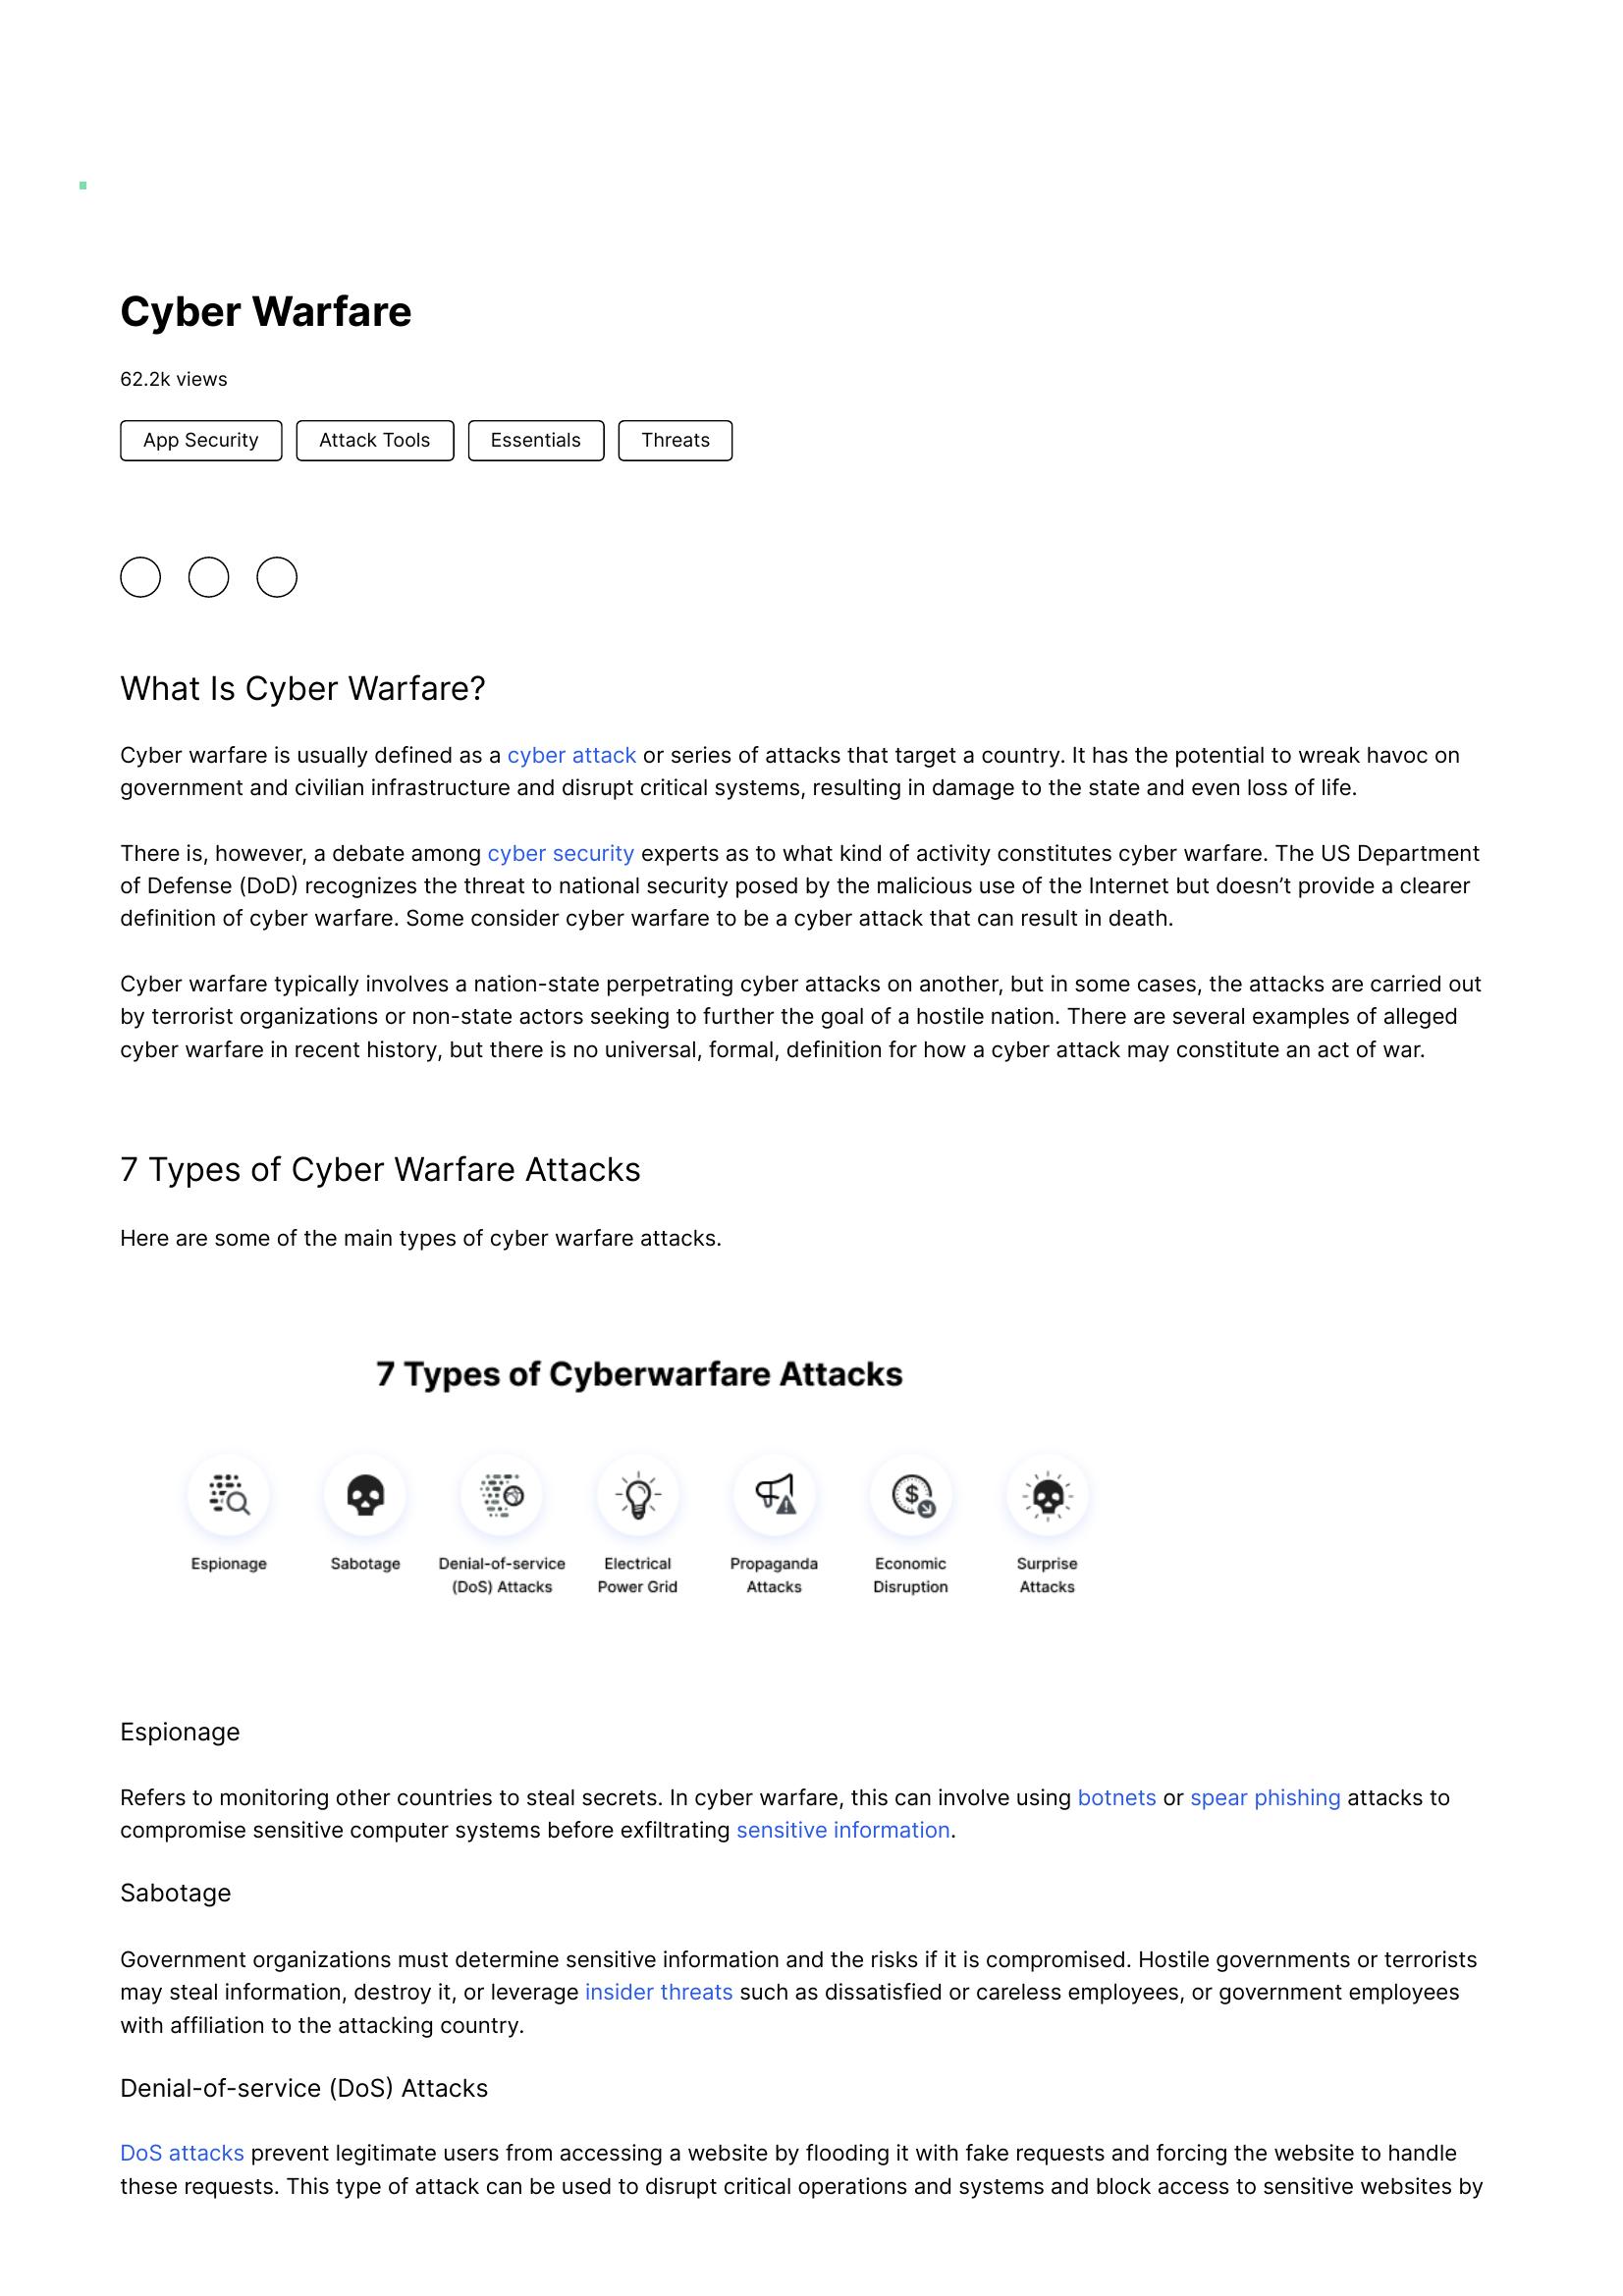 Cyber Warfare
62.2k views
App Security
Attack Tools
Essentials
Threats
What Is Cyber Warfare?
Cyber warfare is usually defined as a cyber attack or series of attacks that target a country. It has the potential to wreak havoc on
government and civilian infrastructure and disrupt critical systems, resulting in damage to the state and even loss of life.
There is, however, a debate among cyber security experts as to what kind of activity constitutes cyber warfare. The US Department
of Defense (DoD) recognizes the threat to national security posed by the malicious use of the Internet but doesn’t provide a clearer
definition of cyber warfare. Some consider cyber warfare to be a cyber attack that can result in death.
Cyber warfare typically involves a nation-state perpetrating cyber attacks on another, but in some cases, the attacks are carried out
by terrorist organizations or non-state actors seeking to further the goal of a hostile nation. There are several examples of alleged
cyber warfare in recent history, but there is no universal, formal, definition for how a cyber attack may constitute an act of war.
7 Types of Cyber Warfare Attacks
Here are some of the main types of cyber warfare attacks.
7 Types of Cyberwarfare Attacks
Espionage
Sabotage
Denial-of-service
(DoS) Attacks
Electrical
Power Grid
Propaganda
Attacks
Economic
Disruption
Surprise
Attacks
Espionage
Refers to monitoring other countries to steal secrets. In cyber warfare, this can involve using botnets or spear phishing attacks to
compromise sensitive computer systems before exfiltrating sensitive information.
Sabotage
Government organizations must determine sensitive information and the risks if it is compromised. Hostile governments or terrorists
may steal information, destroy it, or leverage insider threats such as dissatisfied or careless employees, or government employees
with affiliation to the attacking country.
Denial-of-service (DoS) Attacks
DoS attacks prevent legitimate users from accessing a website by flooding it with fake requests and forcing the website to handle
these requests. This type of attack can be used to disrupt critical operations and systems and block access to sensitive websites by